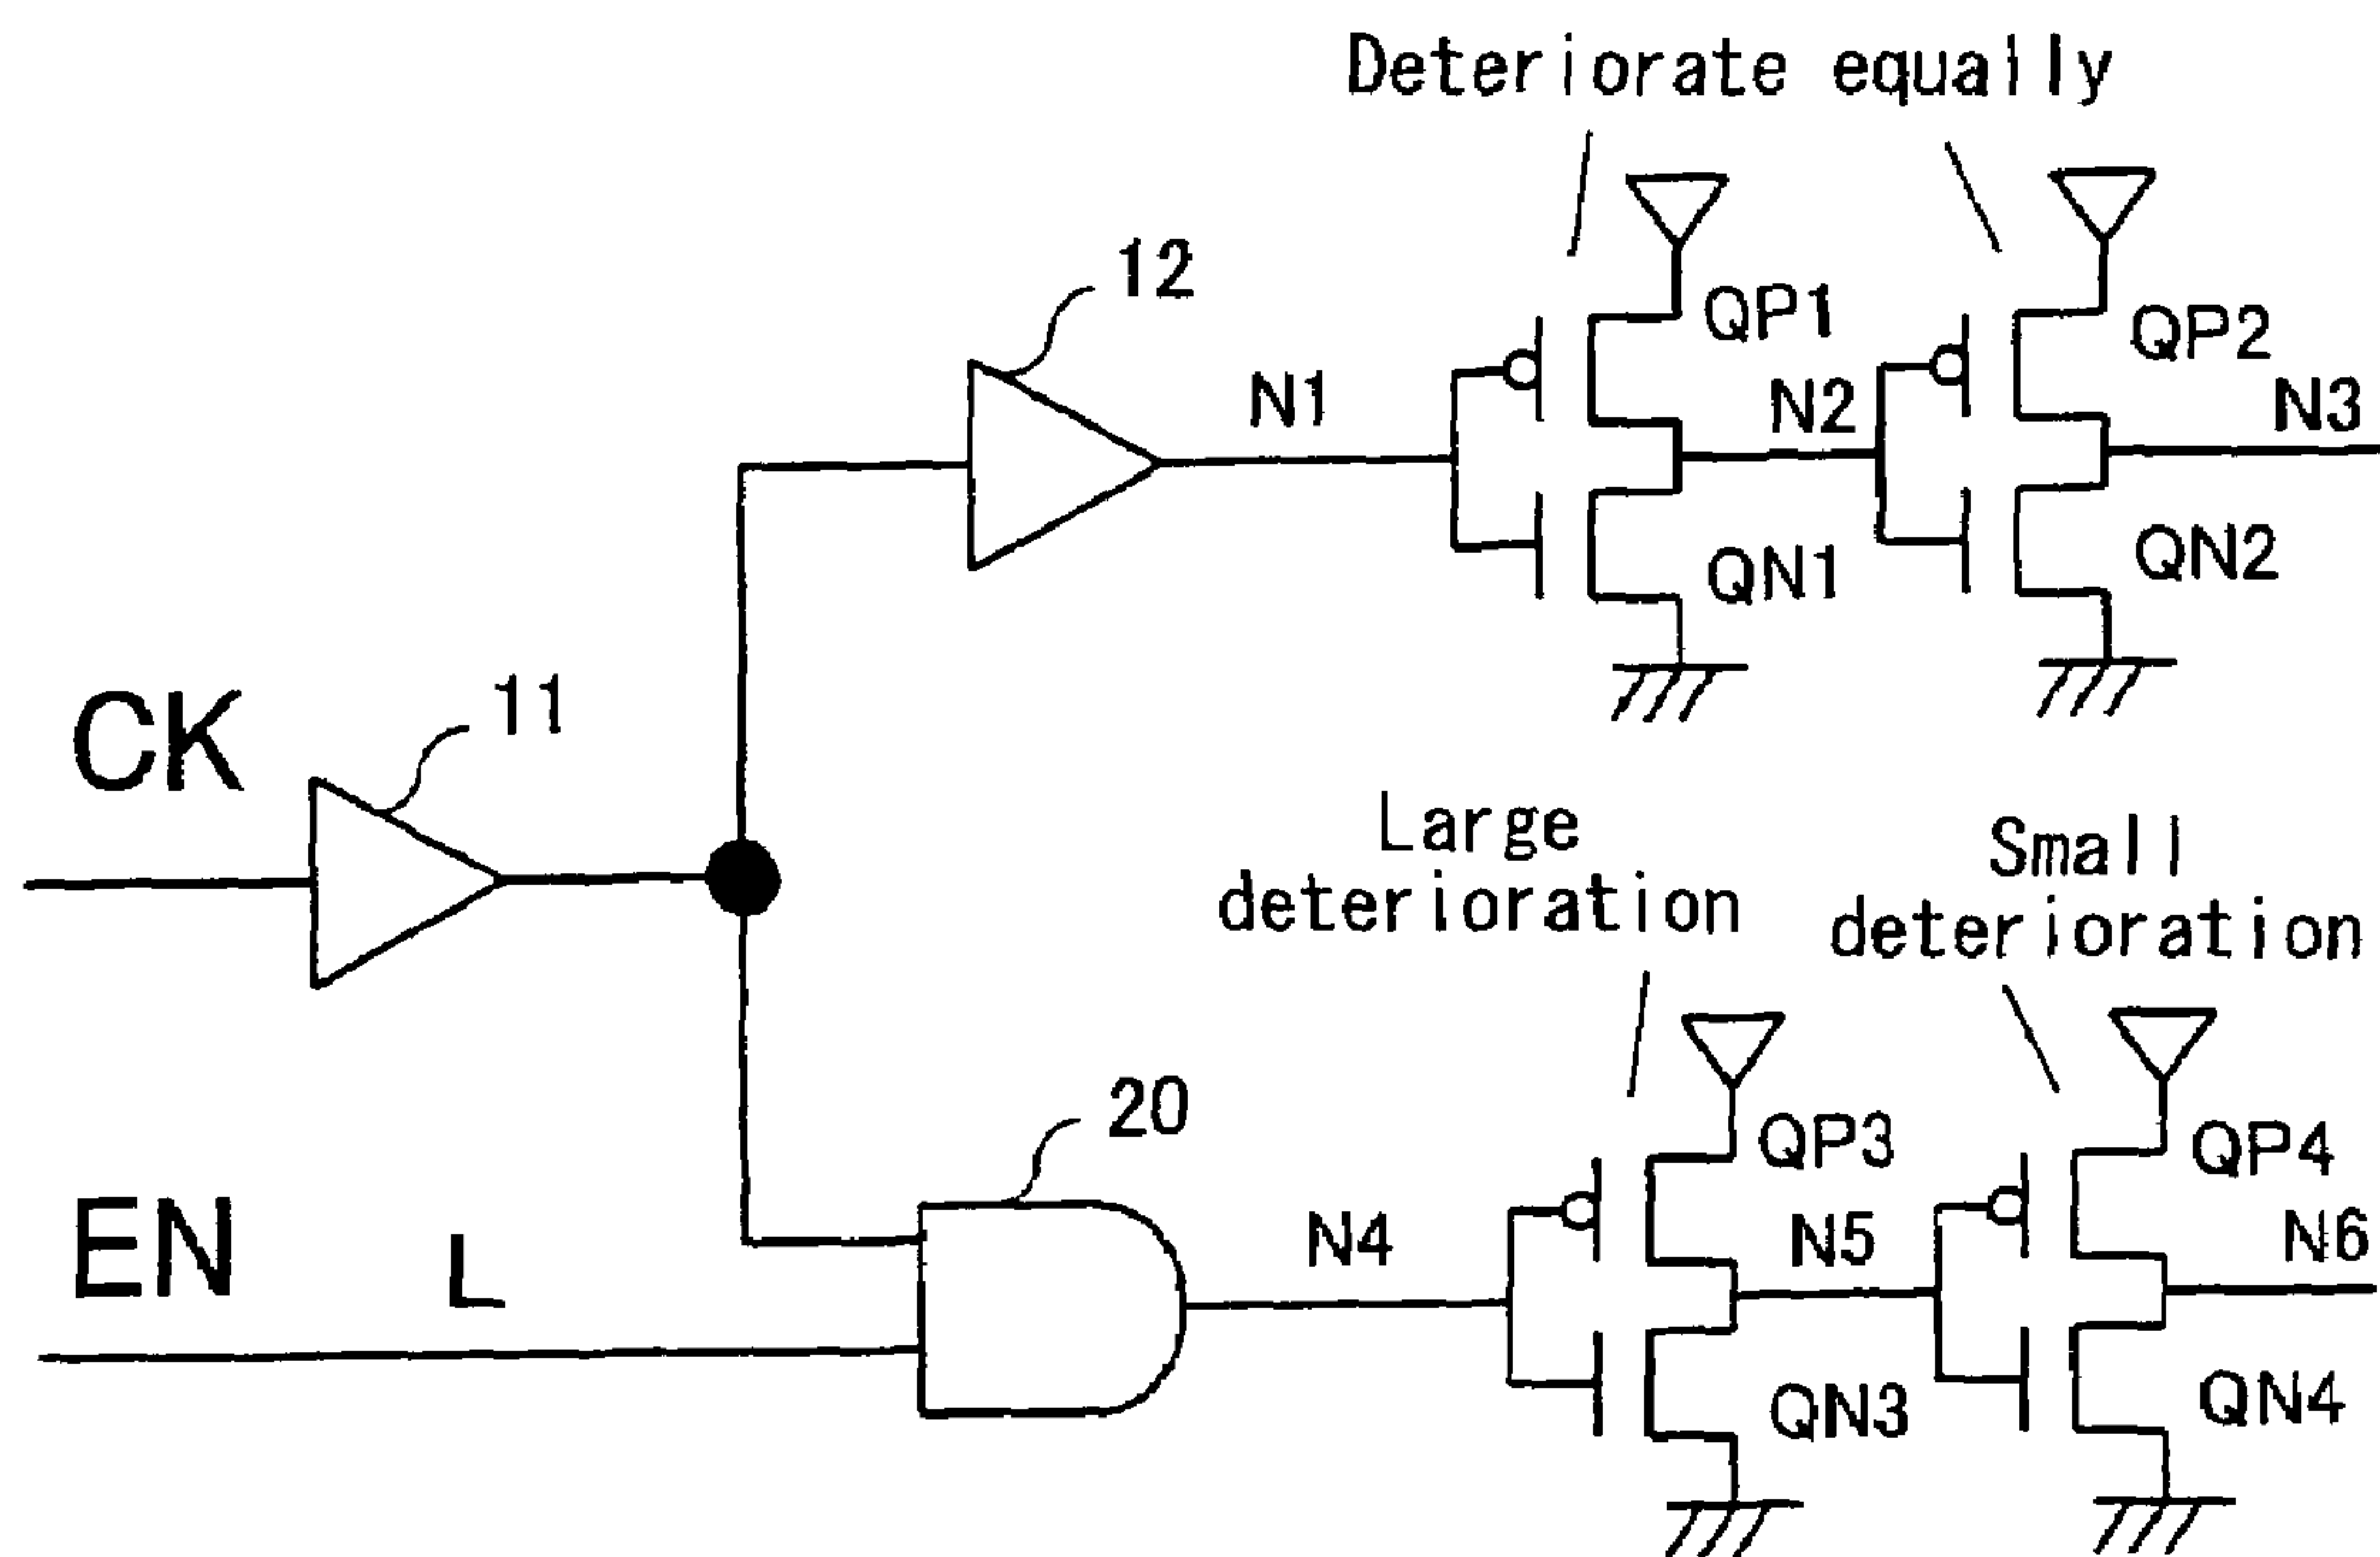 Deteriorate equally
12
QP1
QP2
N1
N2
N3
QN1
QN2
CK
11
Large
deterioration
Small
deterioration
20
QP3
QP4
EN
L
N4
N5
N6
QN3
QN4